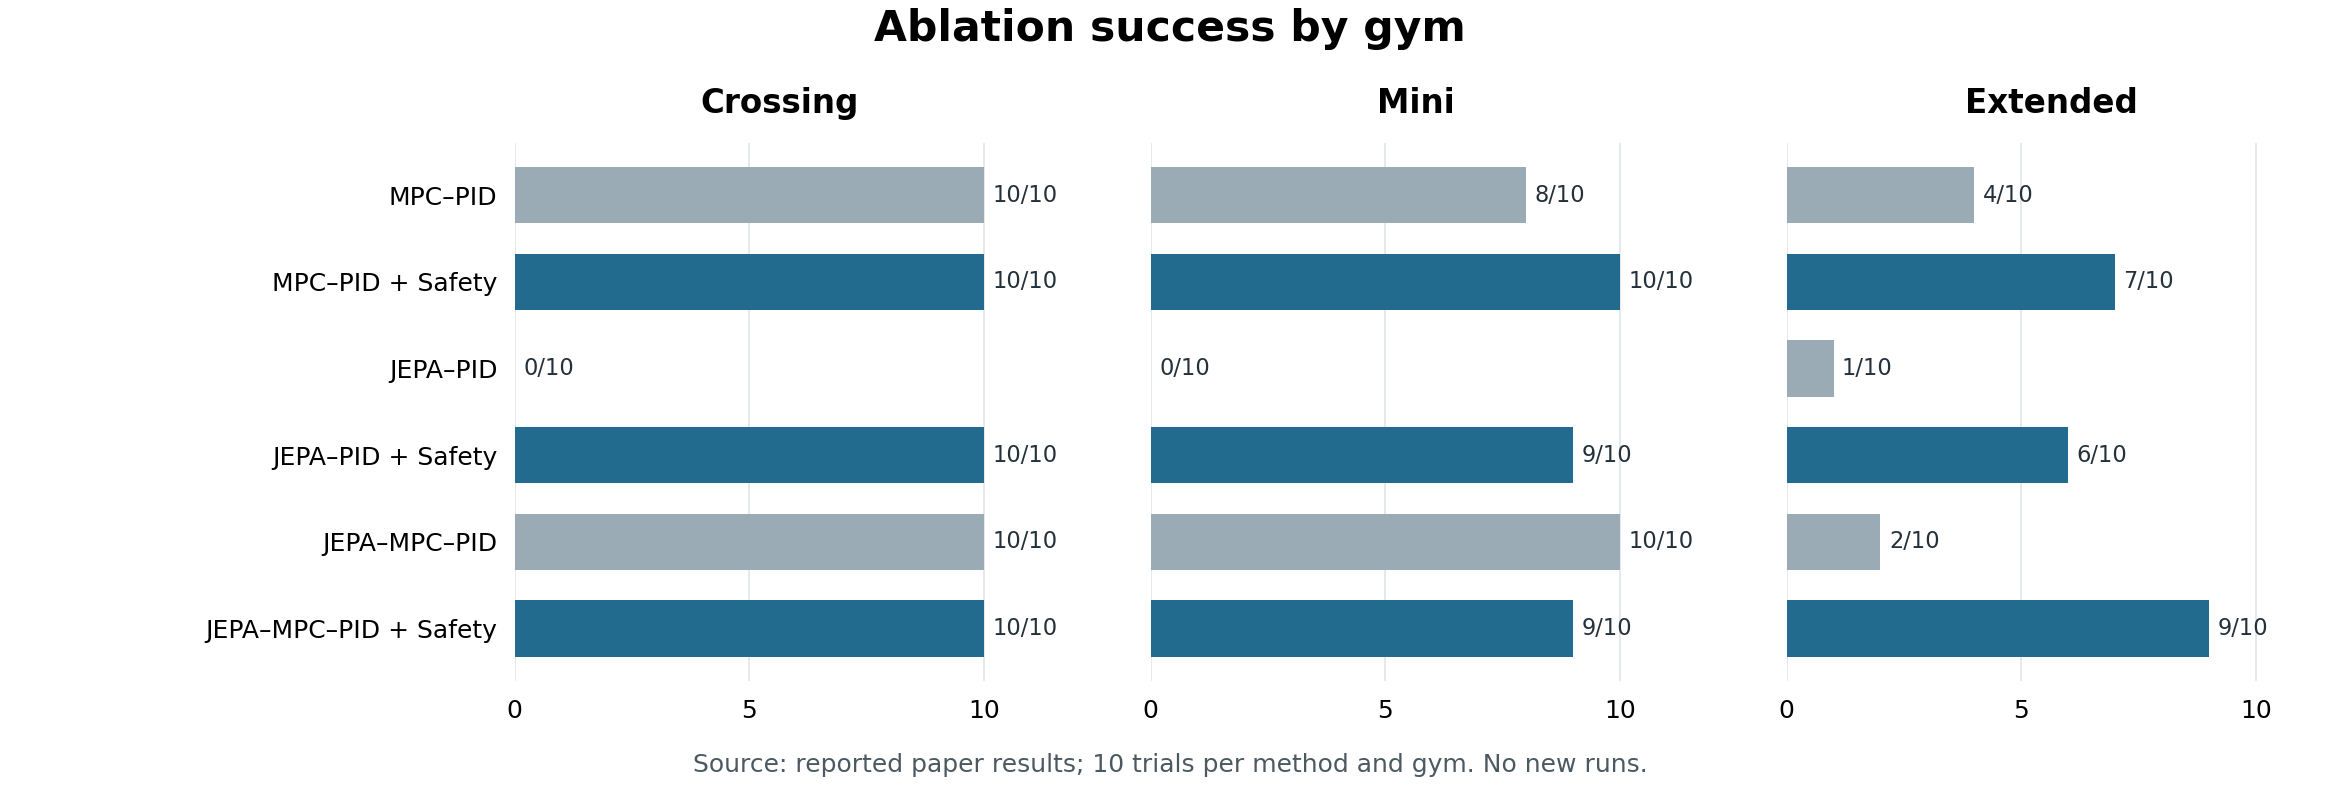 Ablation success by gym
Crossing Mini Extended
MPC–PID 10/10 8/10 4/10
MPC–PID + Safety 10/10 10/10 7/10
JEPA–PID 0/10 0/10 1/10
JEPA–PID + Safety 10/10 9/10 6/10
JEPA–MPC–PID 10/10 10/10 2/10
JEPA–MPC–PID + Safety 10/10 9/10 9/10
0 5 10 0 5 10 0 5 10
Source: reported paper results; 10 trials per method and gym. No new runs.